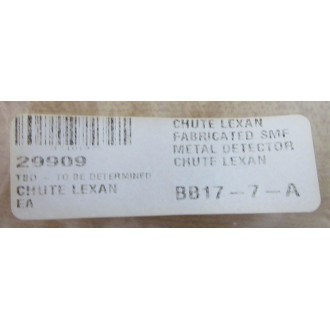 29909
TBD - TO BE DETERMINED
CHUTE LEXAN
EA
CHUTE LEXAN
FABRICATED SMF
METAL DETECTOR
CHUTE LEXAN
BB17-7-A